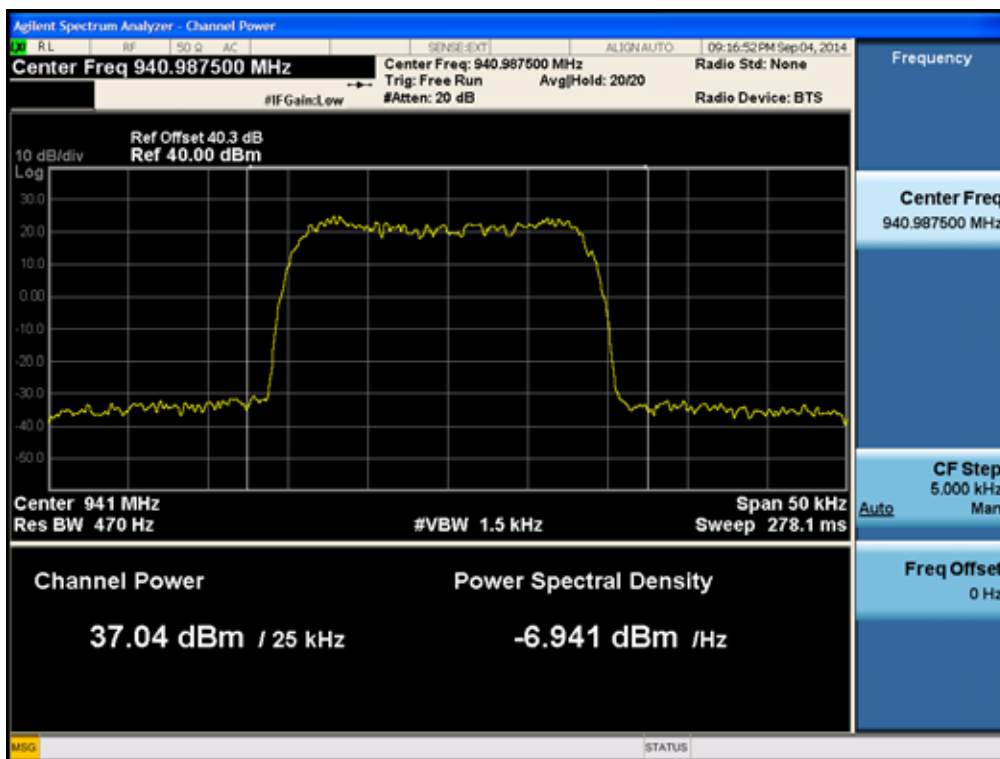 Agilent Spectrum Analyzer - Channel Power
LXI RL RF 50 Ω AC SENSE:EXT ALIGN AUTO 09:16:52 PM Sep 04, 2014
Center Freq 940.987500 MHz
Center Freq: 940.987500 MHz
Radio Std: None
Trig: Free Run Avg|Hold: 20/20
#IFGain:Low
#Atten: 20 dB
Radio Device: BTS
Ref Offset 40.3 dB
10 dB/div Ref 40.00 dBm
Log
30.0
20.0
10.0
0.00
-10.0
-20.0
-30.0
-40.0
-50.0
Center 941 MHz
Span 50 kHz
Res BW 470 Hz
#VBW 1.5 kHz
Sweep 278.1 ms
Channel Power
37.04 dBm / 25 kHz
Power Spectral Density
-6.941 dBm /Hz
Frequency
Center Freq
940.987500 MHz
CF Step
5.000 kHz
Auto Man
Freq Offset
0 Hz
MSG
STATUS